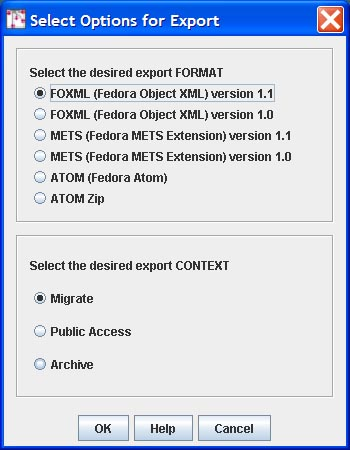 Select Options for Export
Select the desired export FORMAT
FOXML (Fedora Object XML) version 1.1
FOXML (Fedora Object XML) version 1.0
METS (Fedora METS Extension) version 1.1
METS (Fedora METS Extension) version 1.0
ATOM (Fedora Atom)
ATOM Zip
Select the desired export CONTEXT
Migrate
Public Access
Archive
OK Help Cancel